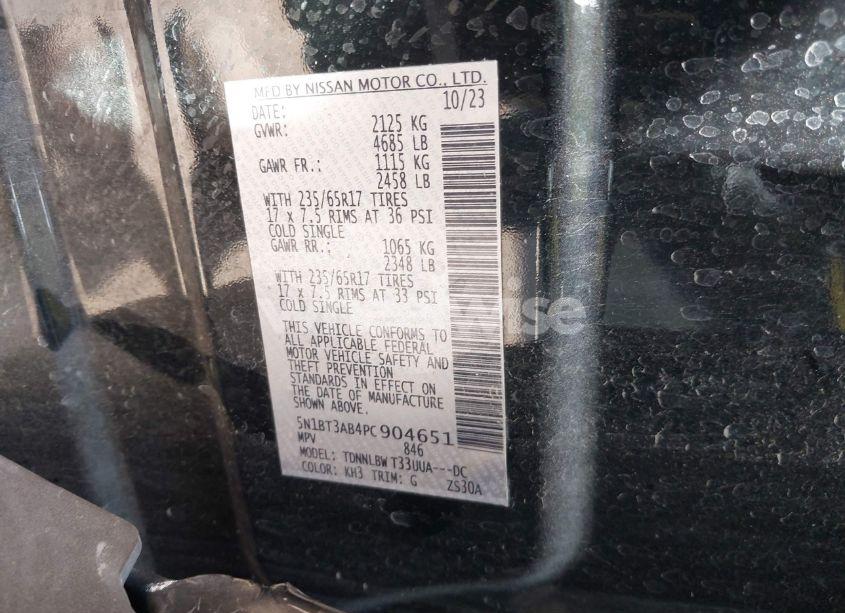 MFD BY NISSAN MOTOR CO., LTD.
DATE: 10/23
GVWR: 2125 KG
4685 LB
GAWR FR.: 1115 KG
2458 LB
WITH 235/65R17 TIRES
17 x 7.5 RIMS AT 36 PSI
COLD SINGLE
GAWR RR.: 1065 KG
2348 LB
WITH 235/65R17 TIRES
17 x 7.5 RIMS AT 33 PSI
COLD SINGLE
THIS VEHICLE CONFORMS TO
ALL APPLICABLE FEDERAL
MOTOR VEHICLE SAFETY AND
THEFT PREVENTION
STANDARDS IN EFFECT ON
THE DATE OF MANUFACTURE
SHOWN ABOVE.
5N1BT3AB4PC904651
MPV 846
MODEL: TDNNLBW T33UUA---DC
COLOR: KH3 TRIM: G ZS30A